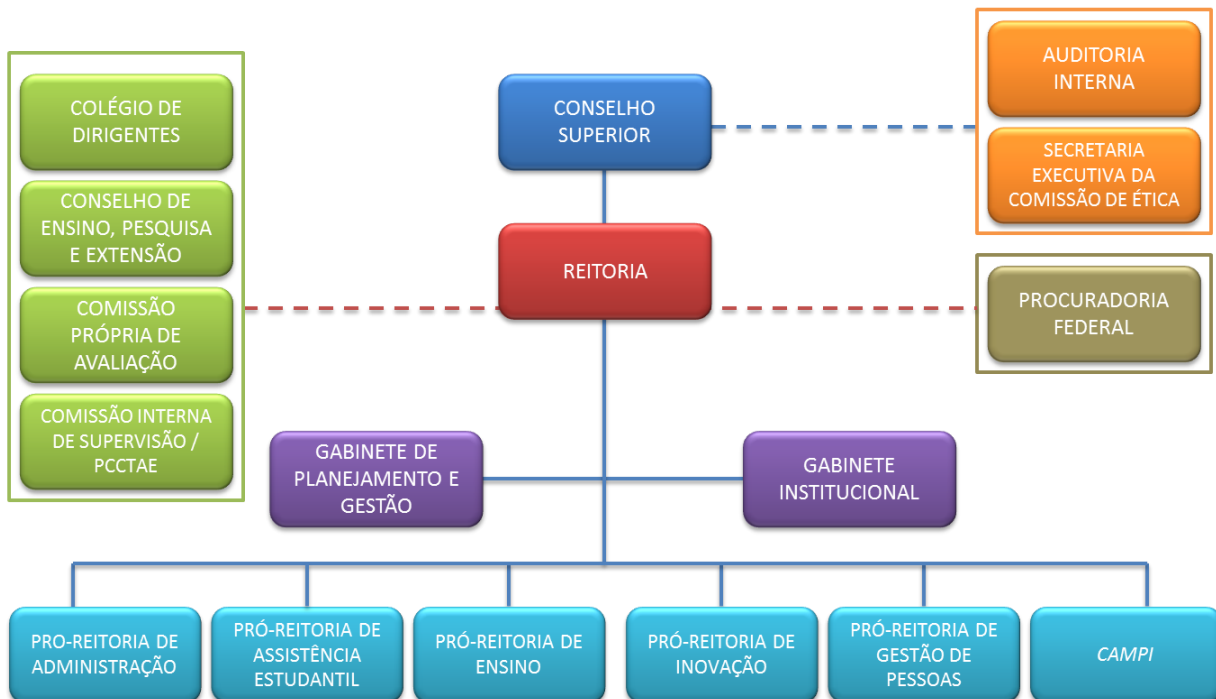 COLÉGIO DE
DIRIGENTES
CONSELHO DE
ENSINO, PESQUISA
E EXTENSÃO
COMISSÃO
PRÓPRIA DE
AVALIAÇÃO
COMISSÃO INTERNA
DE SUPERVISÃO /
PCCTAE
CONSELHO
SUPERIOR
REITORIA
AUDITORIA
INTERNA
SECRETARIA
EXECUTIVA DA
COMISSÃO DE ÉTICA
PROCURADORIA
FEDERAL
GABINETE DE
PLANEJAMENTO E
GESTÃO
GABINETE
INSTITUCIONAL
PRO-REITORIA DE
ADMINISTRAÇÃO
PRÓ-REITORIA DE
ASSISTÊNCIA
ESTUDANTIL
PRÓ-REITORIA DE
ENSINO
PRÓ-REITORIA DE
INOVAÇÃO
PRÓ-REITORIA DE
GESTÃO DE
PESSOAS
CAMPI